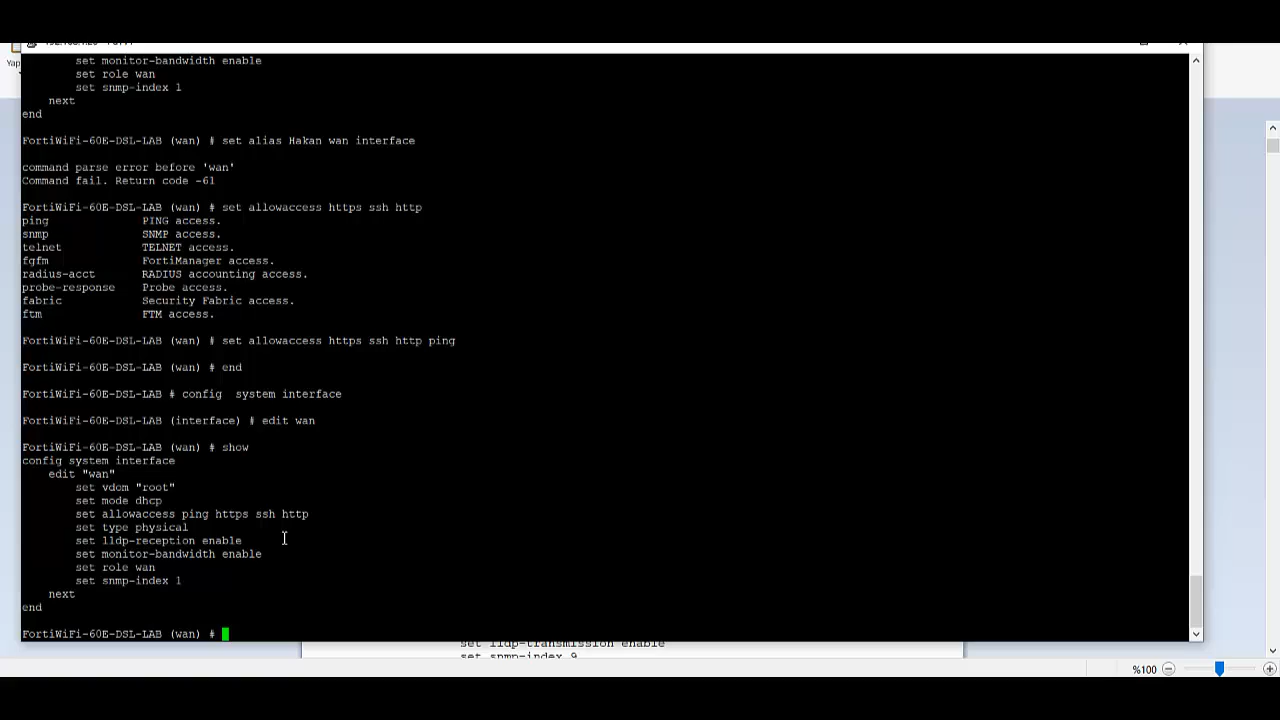 Yap
set monitor-bandwidth enable
set role wan
set snmp-index 1
next
end
FortiWiFi-60E-DSL-LAB (wan) # set alias Hakan wan interface
command parse error before 'wan'
Command fail. Return code -61
FortiWiFi-60E-DSL-LAB (wan) # set allowaccess https ssh http
ping PING access.
snmp SNMP access.
telnet TELNET access.
fgfm FortiManager access.
radius-acct RADIUS accounting access.
probe-response Probe access.
fabric Security Fabric access.
ftm FTM access.
FortiWiFi-60E-DSL-LAB (wan) # set allowaccess https ssh http ping
FortiWiFi-60E-DSL-LAB (wan) # end
FortiWiFi-60E-DSL-LAB # config  system interface
FortiWiFi-60E-DSL-LAB (interface) # edit wan
FortiWiFi-60E-DSL-LAB (wan) # show
config system interface
edit "wan"
set vdom "root"
set mode dhcp
set allowaccess ping https ssh http
set type physical
set lldp-reception enable
set monitor-bandwidth enable
set role wan
set snmp-index 1
next
end
FortiWiFi-60E-DSL-LAB (wan) #
set lldp-transmission enable
set snmp-index 9
%100